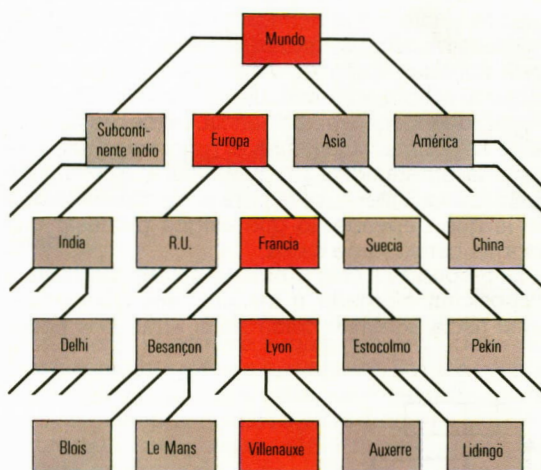 Mundo
Subconti-
nente indio
Europa
Asia
América
India
R.U.
Francia
Suecia
China
Delhi
Besançon
Lyon
Estocolmo
Pekín
Blois
Le Mans
Villenauxe
Auxerre
Lidingö